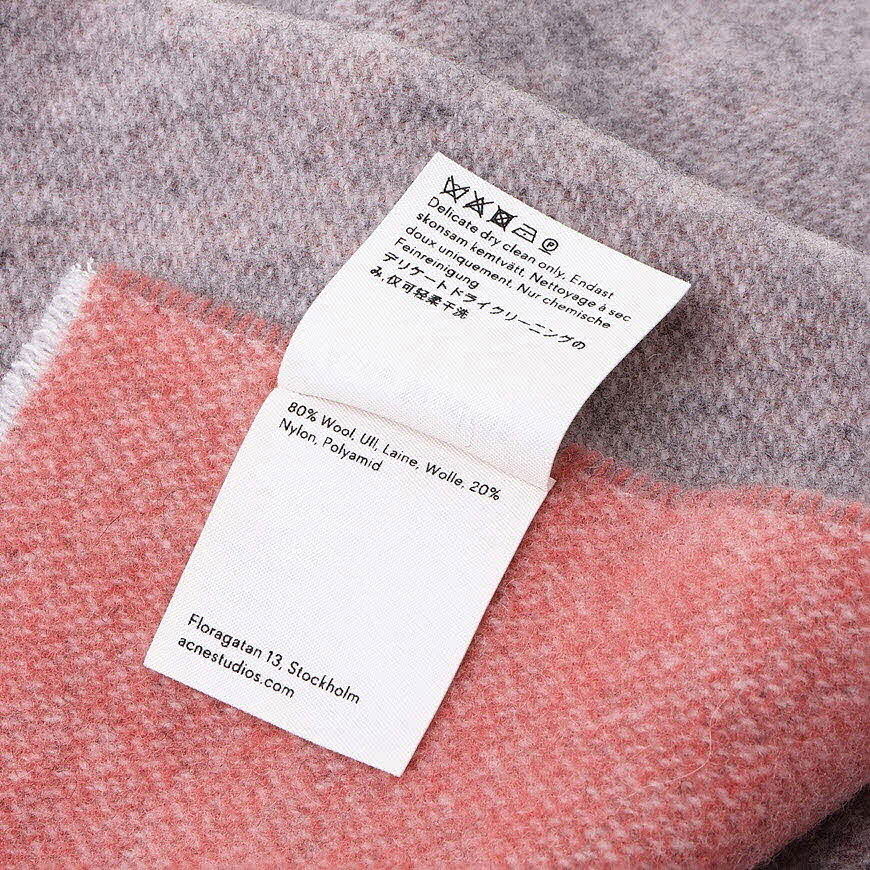 Delicate dry clean only. Endast
skonsam kemtvätt. Nettoyage à sec
doux uniquement. Nur chemische
Feinreinigung
デリケートドライクリーニングの
み.仅可轻柔干洗
80% Wool, Ull, Laine, Wolle, 20%
Nylon, Polyamid
Floragatan 13, Stockholm
acnestudios.com